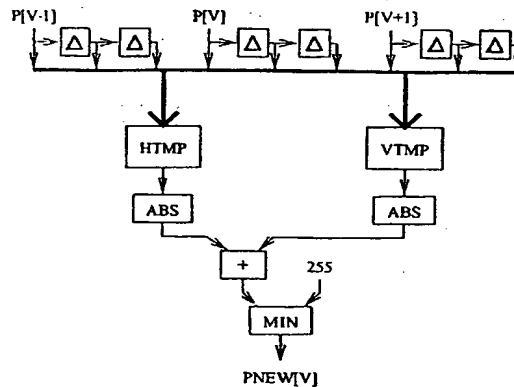 P[V-1] P[V] P[V+1]
Δ Δ Δ Δ Δ Δ
HTMP VTMP
ABS ABS
+ 255
MIN
PNEW[V]